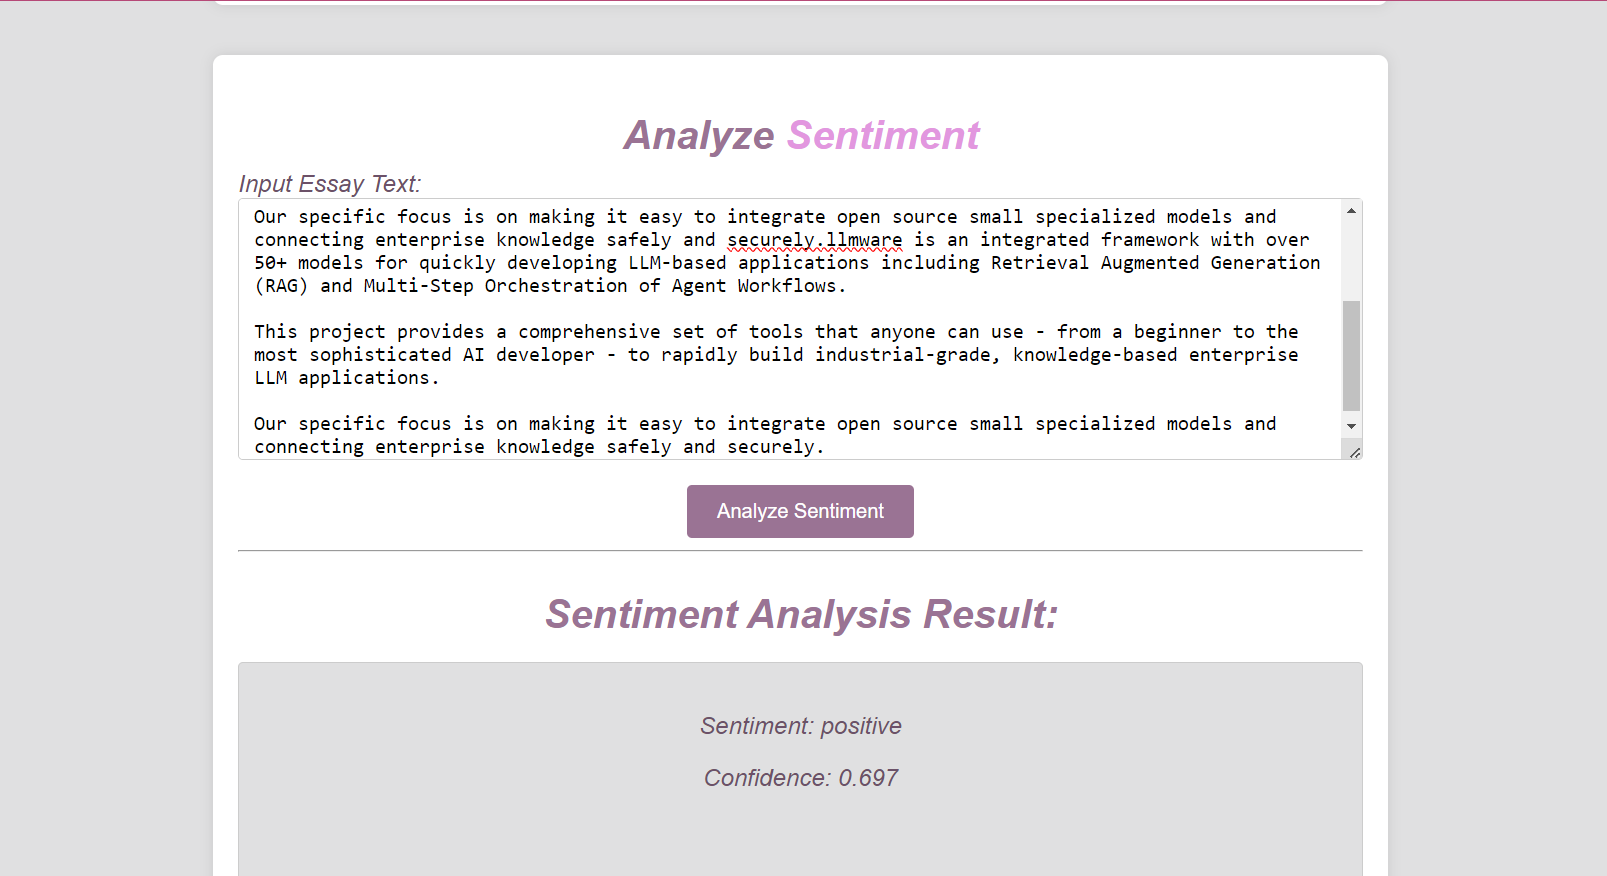 Analyze Sentiment
Input Essay Text:
Our specific focus is on making it easy to integrate open source small specialized models and
connecting enterprise knowledge safely and securely.llmware is an integrated framework with over
50+ models for quickly developing LLM-based applications including Retrieval Augmented Generation
(RAG) and Multi-Step Orchestration of Agent Workflows.
This project provides a comprehensive set of tools that anyone can use - from a beginner to the
most sophisticated AI developer - to rapidly build industrial-grade, knowledge-based enterprise
LLM applications.
Our specific focus is on making it easy to integrate open source small specialized models and
connecting enterprise knowledge safely and securely.
Analyze Sentiment
Sentiment Analysis Result:
Sentiment: positive
Confidence: 0.697